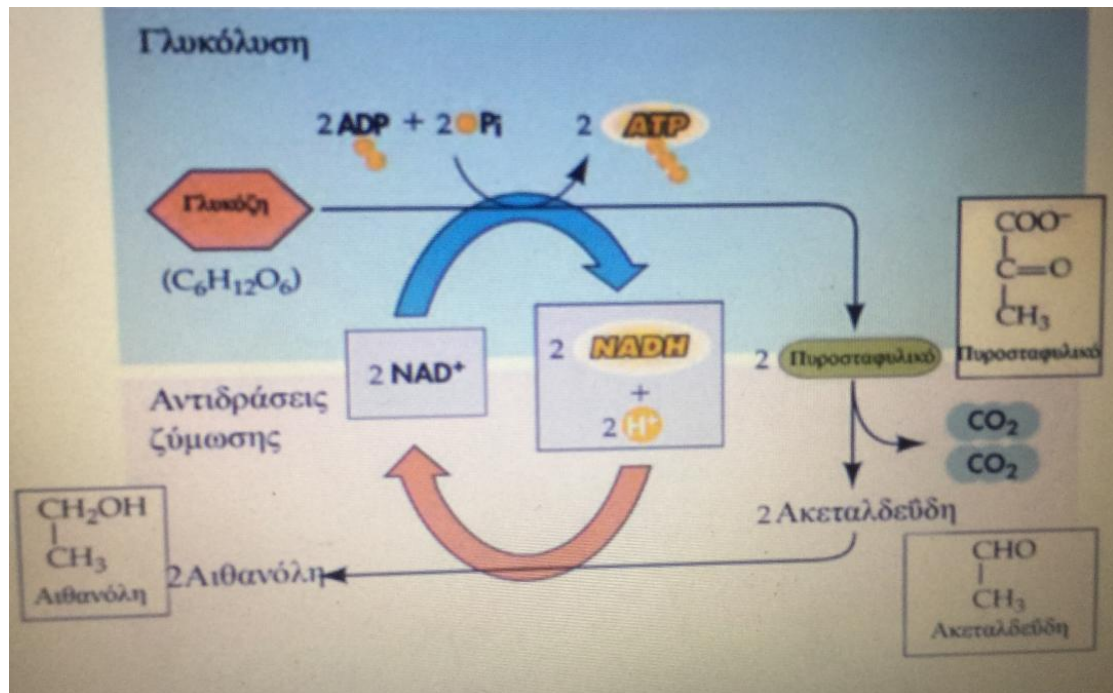 Γλυκόλυση
2 ADP + 2 Pi 2 ATP
Γλυκόζη
(C₆H₁₂O₆)
COO⁻
C=O
CH₃
Πυροσταφυλικό
2 NAD⁺
2 NADH
+
2 H⁺
2 Πυροσταφυλικό
Αντιδράσεις
ζύμωσης
CO₂
CO₂
2 Ακεταλδεΰδη
CHO
CH₃
Ακεταλδεΰδη
2 Αιθανόλη
CH₂OH
CH₃
Αιθανόλη